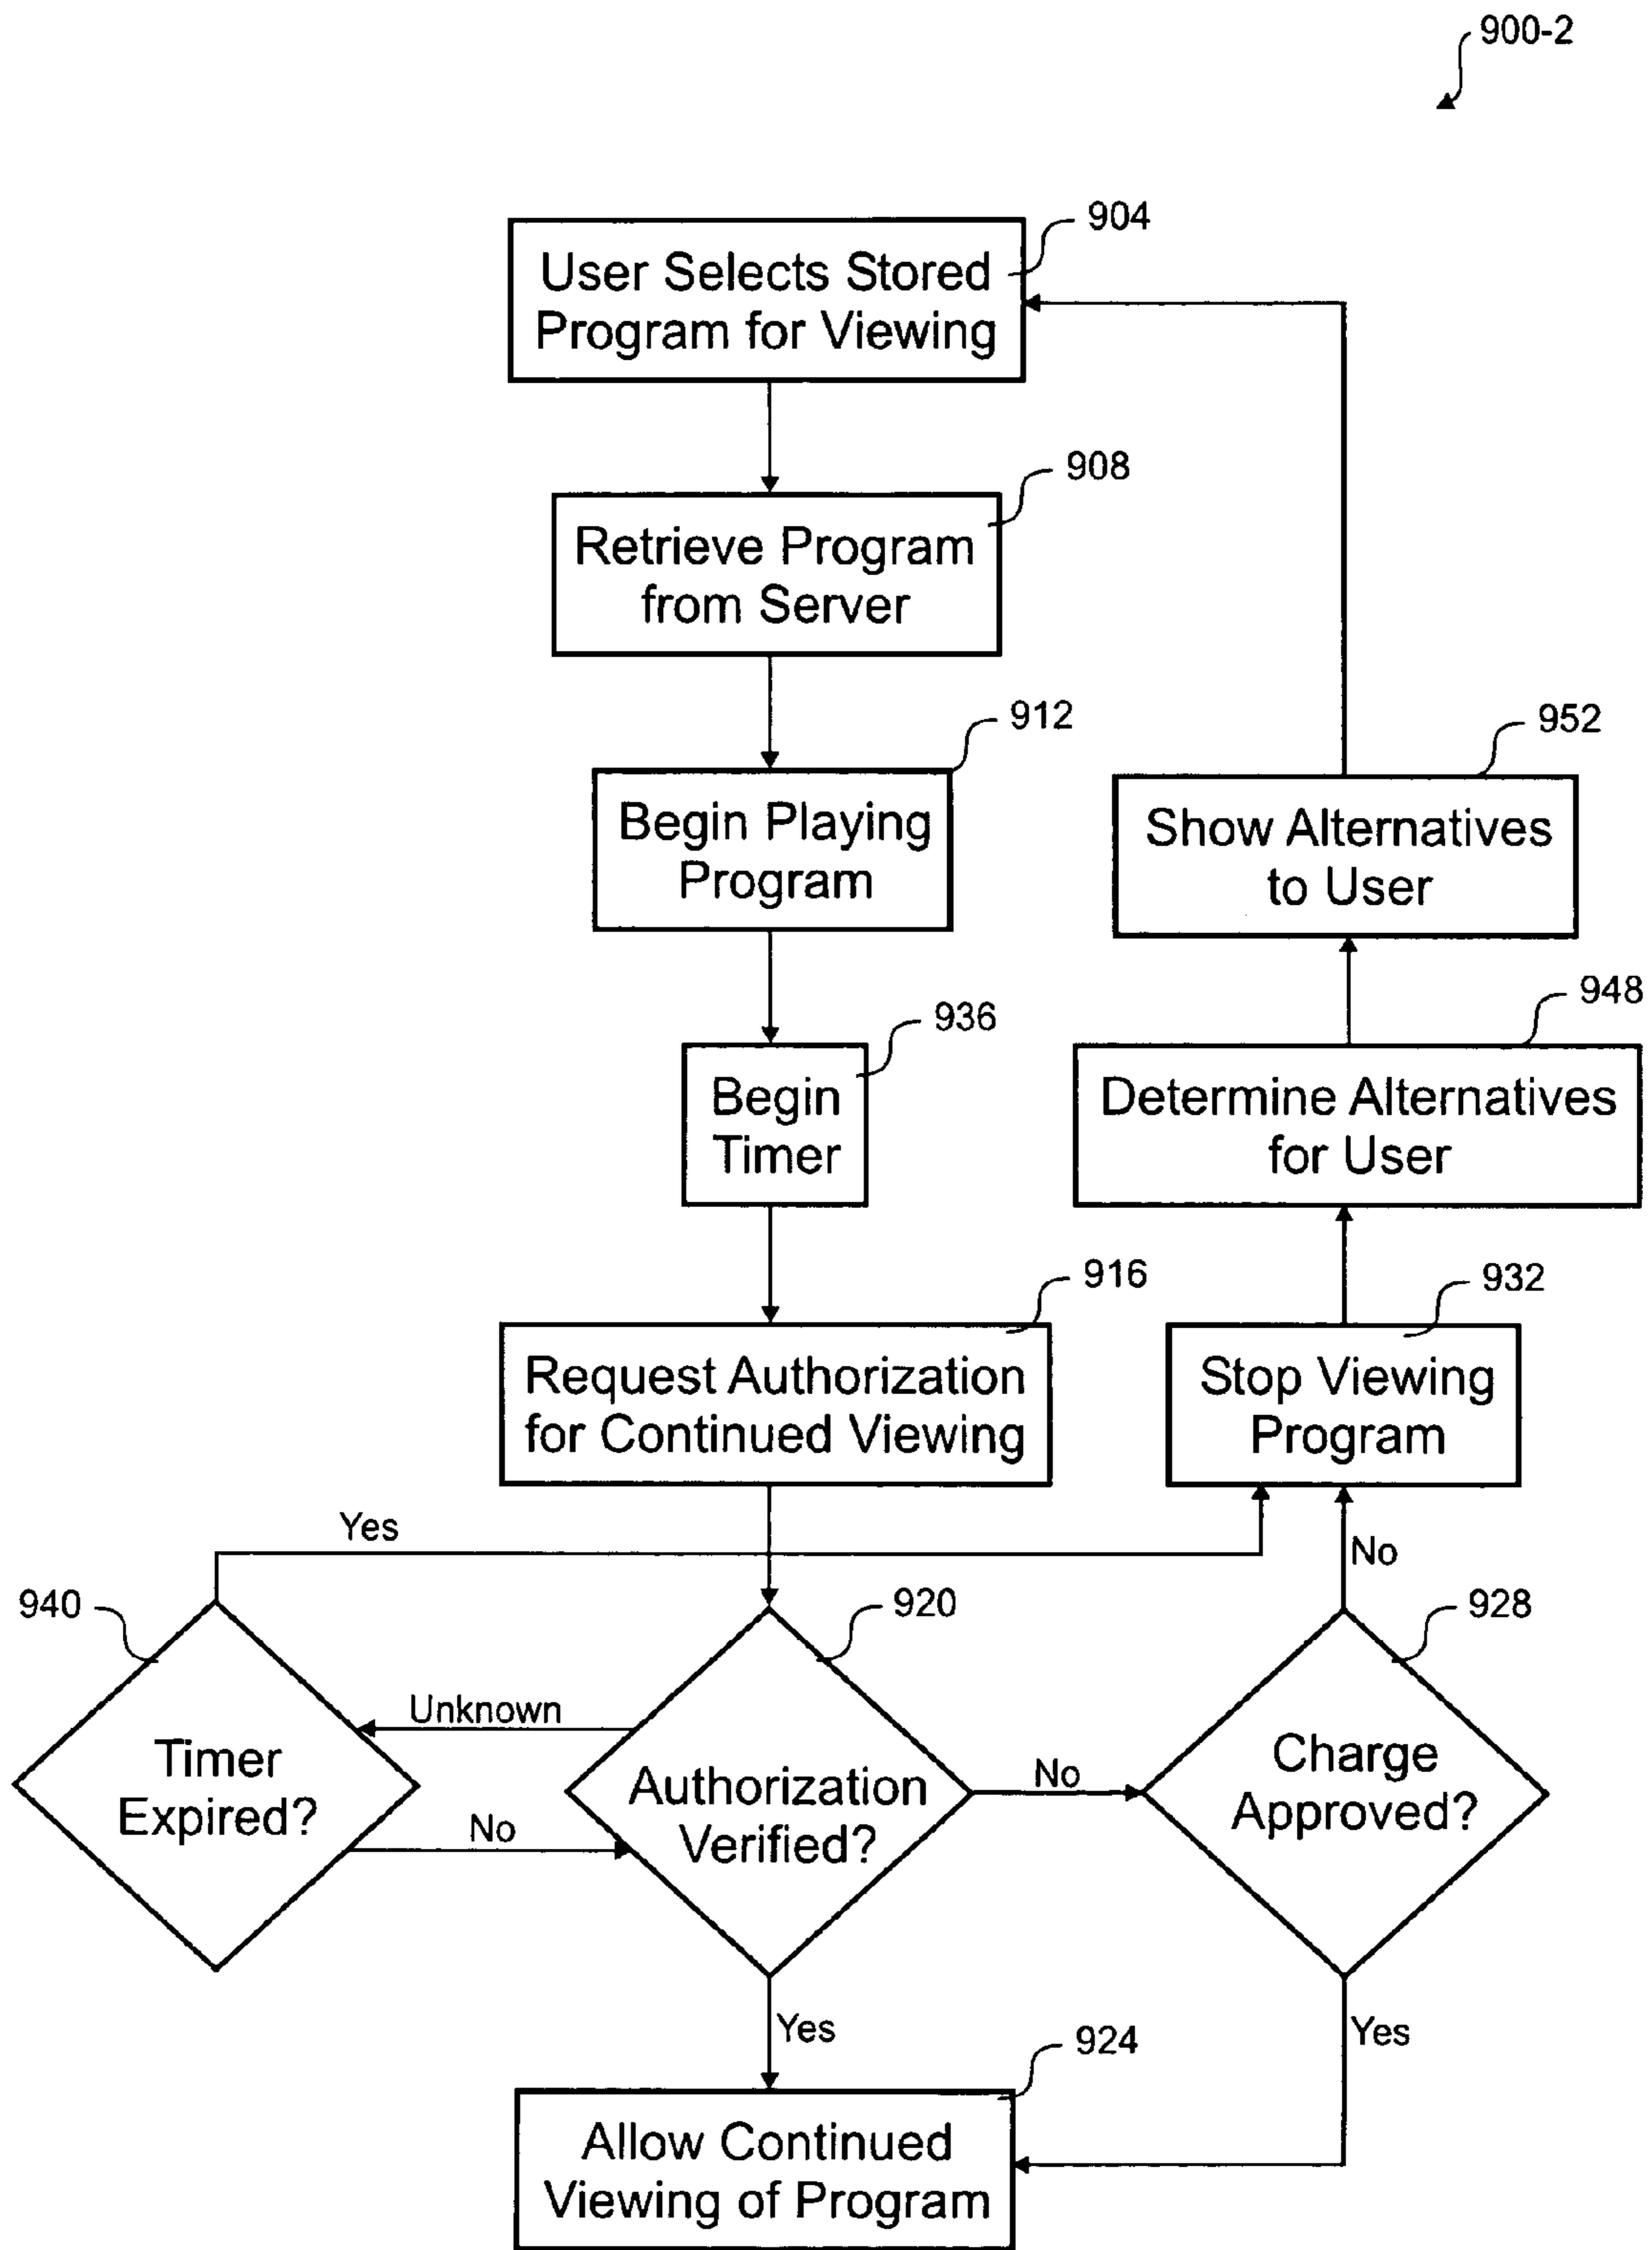 900-2
904
User Selects Stored
Program for Viewing
908
Retrieve Program
from Server
912
Begin Playing
Program
952
Show Alternatives
to User
936
Begin
Timer
948
Determine Alternatives
for User
916
Request Authorization
for Continued Viewing
932
Stop Viewing
Program
Yes
No
940
920
928
Unknown
Timer
Expired?
No
Authorization
Verified?
No
Charge
Approved?
Yes
Yes
924
Allow Continued
Viewing of Program